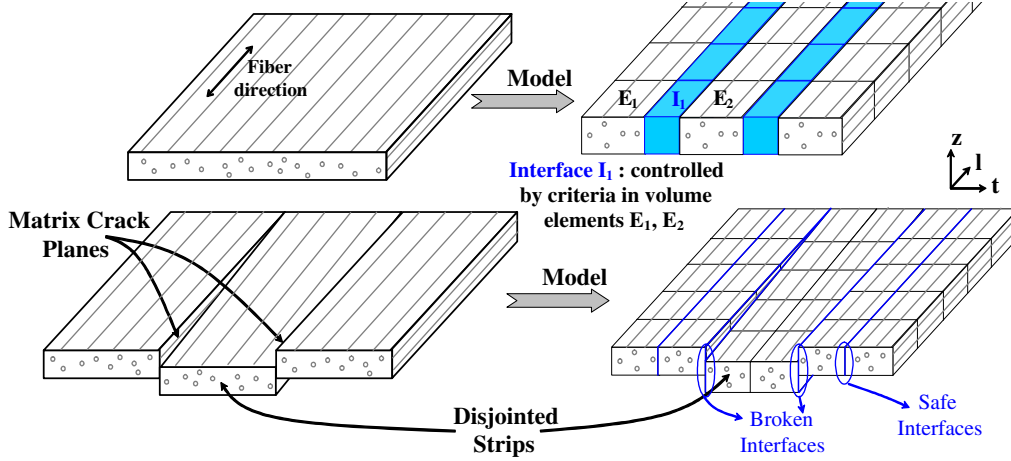 Fiber
direction
Model
E1
I1
E2
Interface I1 : controlled
by criteria in volume
elements E1, E2
z
l
t
Matrix Crack
Planes
Model
Disjointed
Strips
Broken
Interfaces
Safe
Interfaces